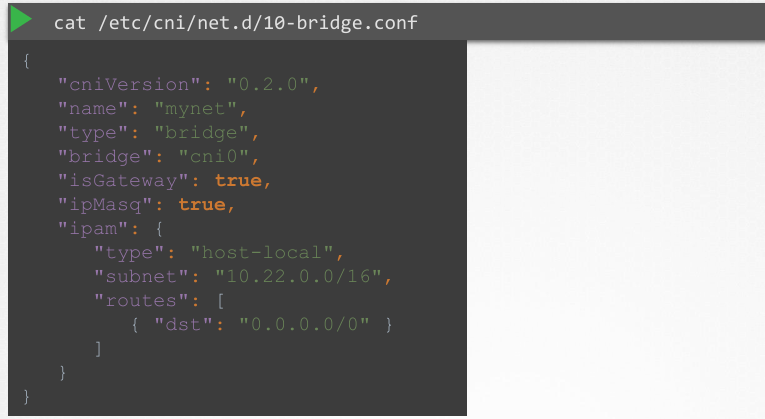 cat /etc/cni/net.d/10-bridge.conf
{
"cniVersion": "0.2.0",
"name": "mynet",
"type": "bridge",
"bridge": "cni0",
"isGateway": true,
"ipMasq": true,
"ipam": {
"type": "host-local",
"subnet": "10.22.0.0/16",
"routes": [
{ "dst": "0.0.0.0/0" }
]
}
}